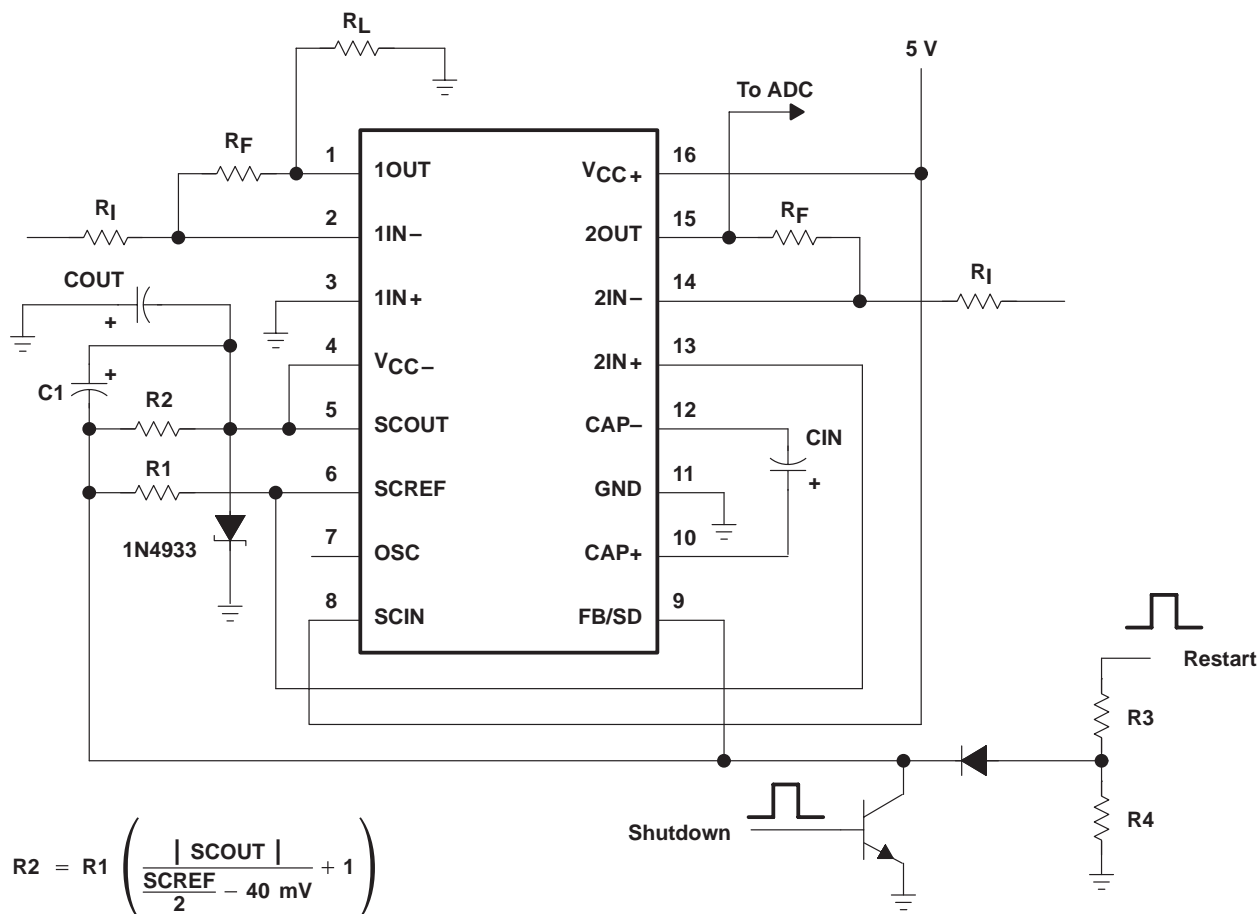 RL
5 V
To ADC
RF
1
1OUT
VCC+
16
RI
2
1IN−
2OUT
15
RF
COUT
+
3
1IN+
2IN−
14
RI
4
VCC−
2IN+
13
C1
+
R2
5
SCOUT
CAP−
12
CIN
+
R1
6
SCREF
GND
11
1N4933
7
OSC
CAP+
10
8
SCIN
FB/SD
9
Restart
R3
Shutdown
R4
R2 = R1 ( | SCOUT | / (SCREF / 2 − 40 mV) + 1 )